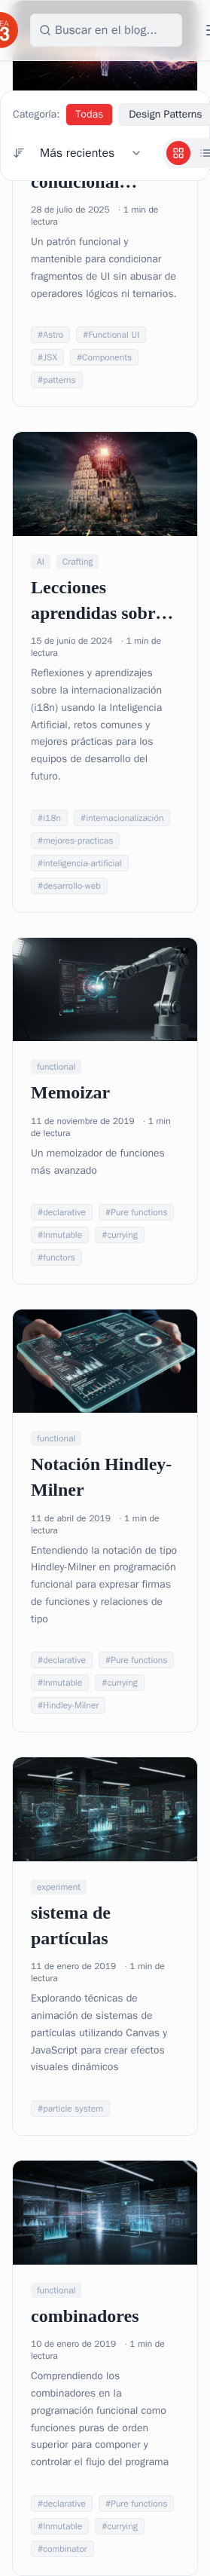 3
Buscar en el blog...
Categoría: Todas Design Patterns
Más recientes
condicional…
28 de julio de 2025 · 1 min de
lectura
Un patrón funcional y
mantenible para condicionar
fragmentos de UI sin abusar de
operadores lógicos ni ternarios.
#Astro #Functional UI
#JSX #Components
#patterns
AI Crafting
Lecciones
aprendidas sobr…
15 de junio de 2024 · 1 min de
lectura
Reflexiones y aprendizajes
sobre la internacionalización
(i18n) usando la Inteligencia
Artificial, retos comunes y
mejores prácticas para los
equipos de desarrollo del
futuro.
#i18n #internacionalización
#mejores-practicas
#inteligencia-artificial
#desarrollo-web
functional
Memoizar
11 de noviembre de 2019 · 1 min
de lectura
Un memoizador de funciones
más avanzado
#declarative #Pure functions
#Inmutable #currying
#functors
functional
Notación Hindley-
Milner
11 de abril de 2019 · 1 min de
lectura
Entendiendo la notación de tipo
Hindley-Milner en programación
funcional para expresar firmas
de funciones y relaciones de
tipo
#declarative #Pure functions
#Inmutable #currying
#Hindley-Milner
experiment
sistema de
partículas
11 de enero de 2019 · 1 min de
lectura
Explorando técnicas de
animación de sistemas de
partículas utilizando Canvas y
JavaScript para crear efectos
visuales dinámicos
#particle system
functional
combinadores
10 de enero de 2019 · 1 min de
lectura
Comprendiendo los
combinadores en la
programación funcional como
funciones puras de orden
superior para componer y
controlar el flujo del programa
#declarative #Pure functions
#Inmutable #currying
#combinator